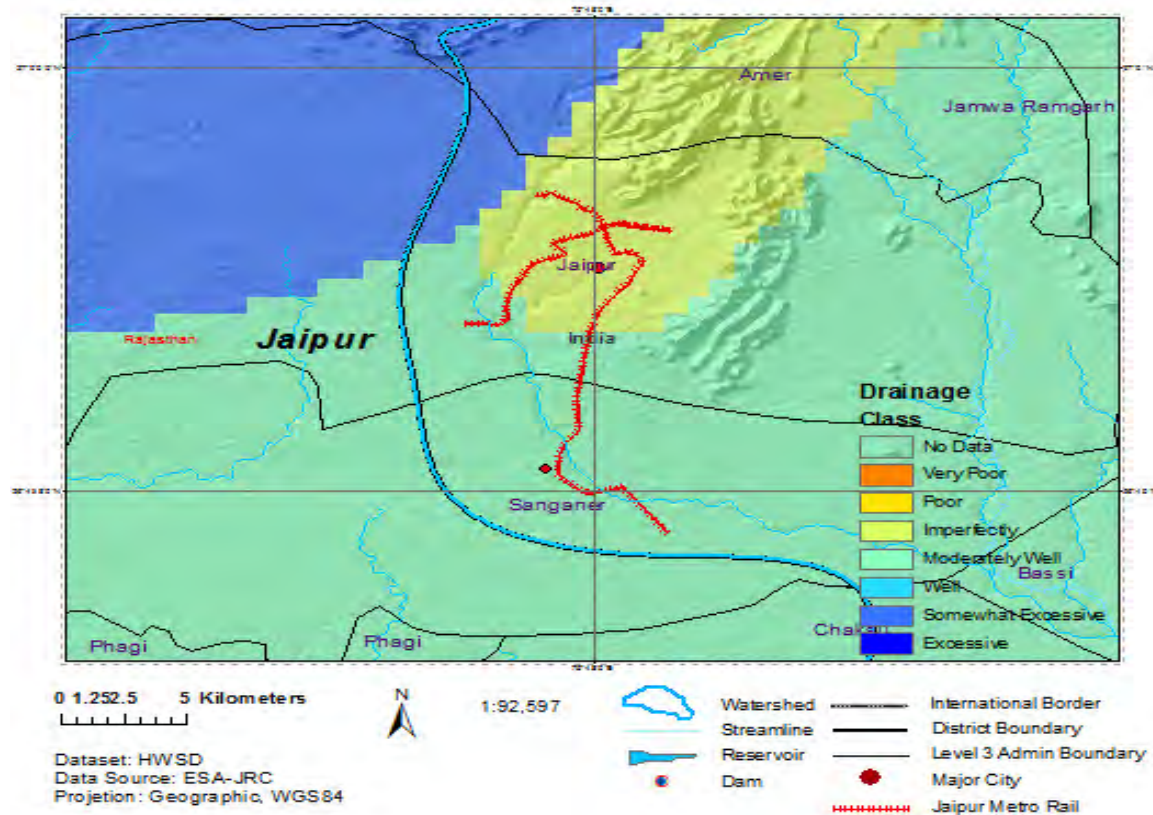 Amer
Jamwa Ramgarh
Jaipur
Jaipur
India
Rajasthan
Sanganer
Phagi
Phagi
Bassi
Drainage
Class
No Data
Very Poor
Poor
Imperfectly
Moderately Well
Well
Somewhat Excessive
Excessive
0 1.252.5 5 Kilometers
N
1:92,597
Dataset: HWSD
Data Source: ESA-JRC
Projetion: Geographic, WGS84
Watershed
Streamline
Reservoir
Dam
International Border
District Boundary
Level 3 Admin Boundary
Major City
Jaipur Metro Rail